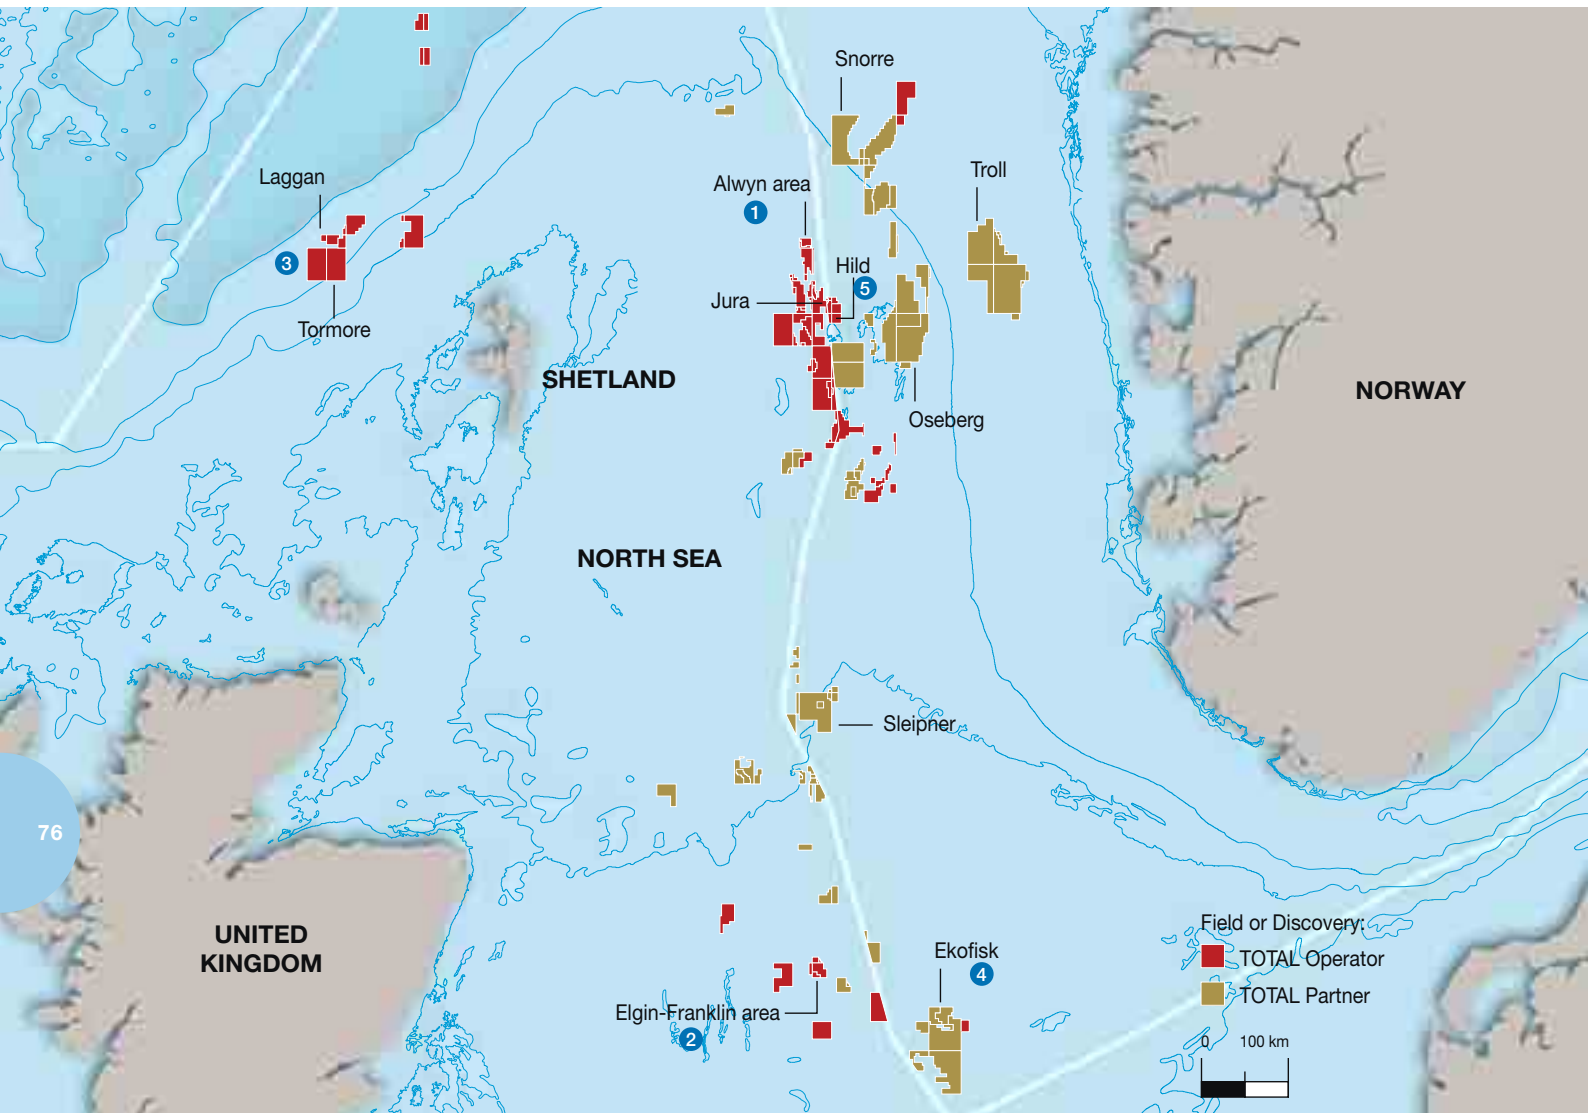 Snorre
Laggan
Alwyn area
1
Troll
3
Hild
5
Jura
Tormore
SHETLAND
NORWAY
Oseberg
NORTH SEA
Sleipner
76
UNITED
KINGDOM
Ekofisk
4
Elgin-Franklin area
2
Field or Discovery:
TOTAL Operator
TOTAL Partner
0 100 km